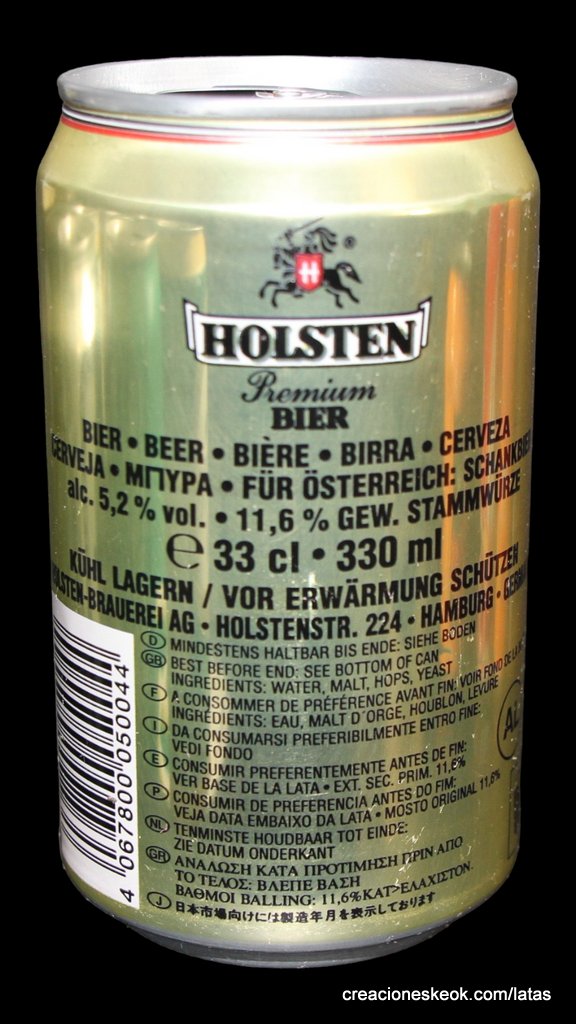 H ®
HOLSTEN
Premium
BIER
BIER • BEER • BIÈRE • BIRRA • CERVEZA
CERVEJA • ΜΠΥΡΑ • FÜR ÖSTERREICH: SCHANKBIER
alc. 5,2 % vol. • 11,6 % GEW. STAMMWÜRZE
℮ 33 cl • 330 ml
KÜHL LAGERN / VOR ERWÄRMUNG SCHÜTZEN
HOLSTEN-BRAUEREI AG • HOLSTENSTR. 224 • HAMBURG •
D MINDESTENS HALTBAR BIS ENDE: SIEHE BODEN
GB BEST BEFORE END: SEE BOTTOM OF CAN
INGREDIENTS: WATER, MALT, HOPS, YEAST
F A CONSOMMER DE PRÉFÉRENCE AVANT FIN: VOIR FOND DE LA
INGRÉDIENTS: EAU, MALT D´ORGE, HOUBLON, LEVURE
I DA CONSUMARSI PREFERIBILMENTE ENTRO FINE:
VEDI FONDO
E CONSUMIR PREFERENTEMENTE ANTES DE FIN:
VER BASE DE LA LATA • EXT. SEC. PRIM. 11,6%
P CONSUMIR DE PREFERENCIA ANTES DO FIM:
VEJA DATA EMBAIXO DA LATA • MOSTO ORIGINAL 11,6%
NL TENMINSTE HOUDBAAR TOT EINDE:
ZIE DATUM ONDERKANT
GR ΑΝΑΛΩΣΗ ΚΑΤΑ ΠΡΟΤΙΜΗΣΗ ΠΡΙΝ ΑΠΟ
ΤΟ ΤΕΛΟΣ: ΒΛΕΠΕ ΒΑΣΗ
ΒΑΘΜΟΙ BALLING: 11,6% ΚΑΤ>ΕΛΑΧΙΣΤΟΝ.
J 日本市場向けには製造年月を表示しております
4 067800 050044
creacioneskeok.com/latas